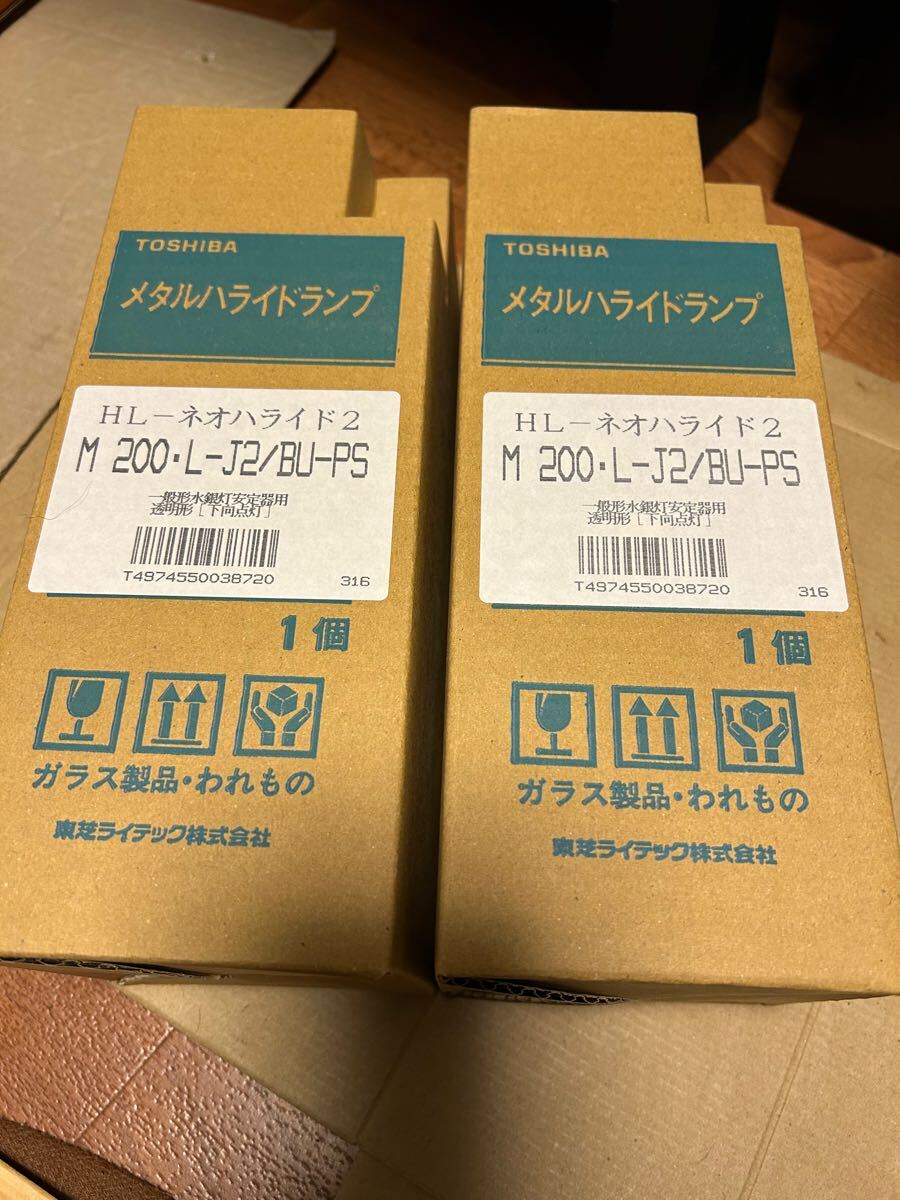 TOSHIBA
メタルハライドランプ
HL－ネオハライド2
M 200・L-J2/BU-PS
一般形水銀灯安定器用
透明形［下向点灯］
T4974550038720
316
1個
ガラス製品・われもの
東芝ライテック株式会社
TOSHIBA
メタルハライドランプ
HL－ネオハライド2
M 200・L-J2/BU-PS
一般形水銀灯安定器用
透明形［下向点灯］
T4974550038720
316
1個
ガラス製品・われもの
東芝ライテック株式会社